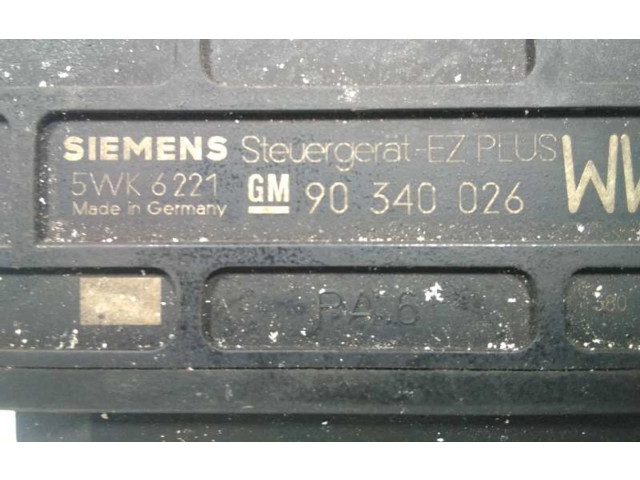 SIEMENS Steuergerät-EZ PLUS
5WK 6221 GM 90 340 026
Made in Germany
PA 6